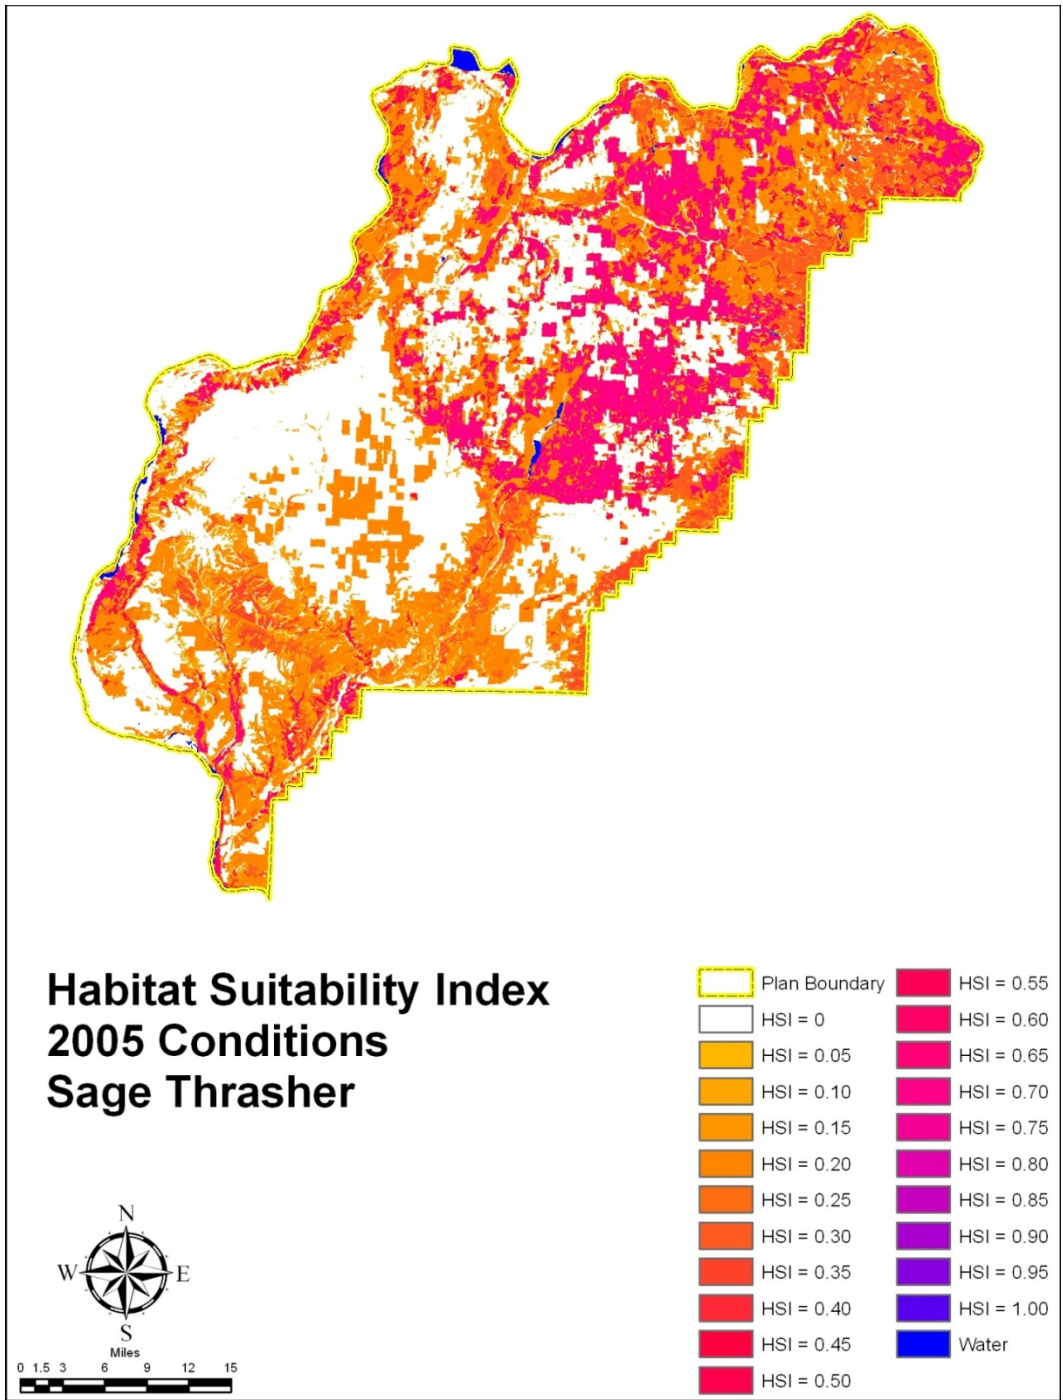 Habitat Suitability Index
2005 Conditions
Sage Thrasher
Plan Boundary
HSI = 0
HSI = 0.05
HSI = 0.10
HSI = 0.15
HSI = 0.20
HSI = 0.25
HSI = 0.30
HSI = 0.35
HSI = 0.40
HSI = 0.45
HSI = 0.50
HSI = 0.55
HSI = 0.60
HSI = 0.65
HSI = 0.70
HSI = 0.75
HSI = 0.80
HSI = 0.85
HSI = 0.90
HSI = 0.95
HSI = 1.00
Water
N
W E
S
Miles
0 1.5 3 6 9 12 15